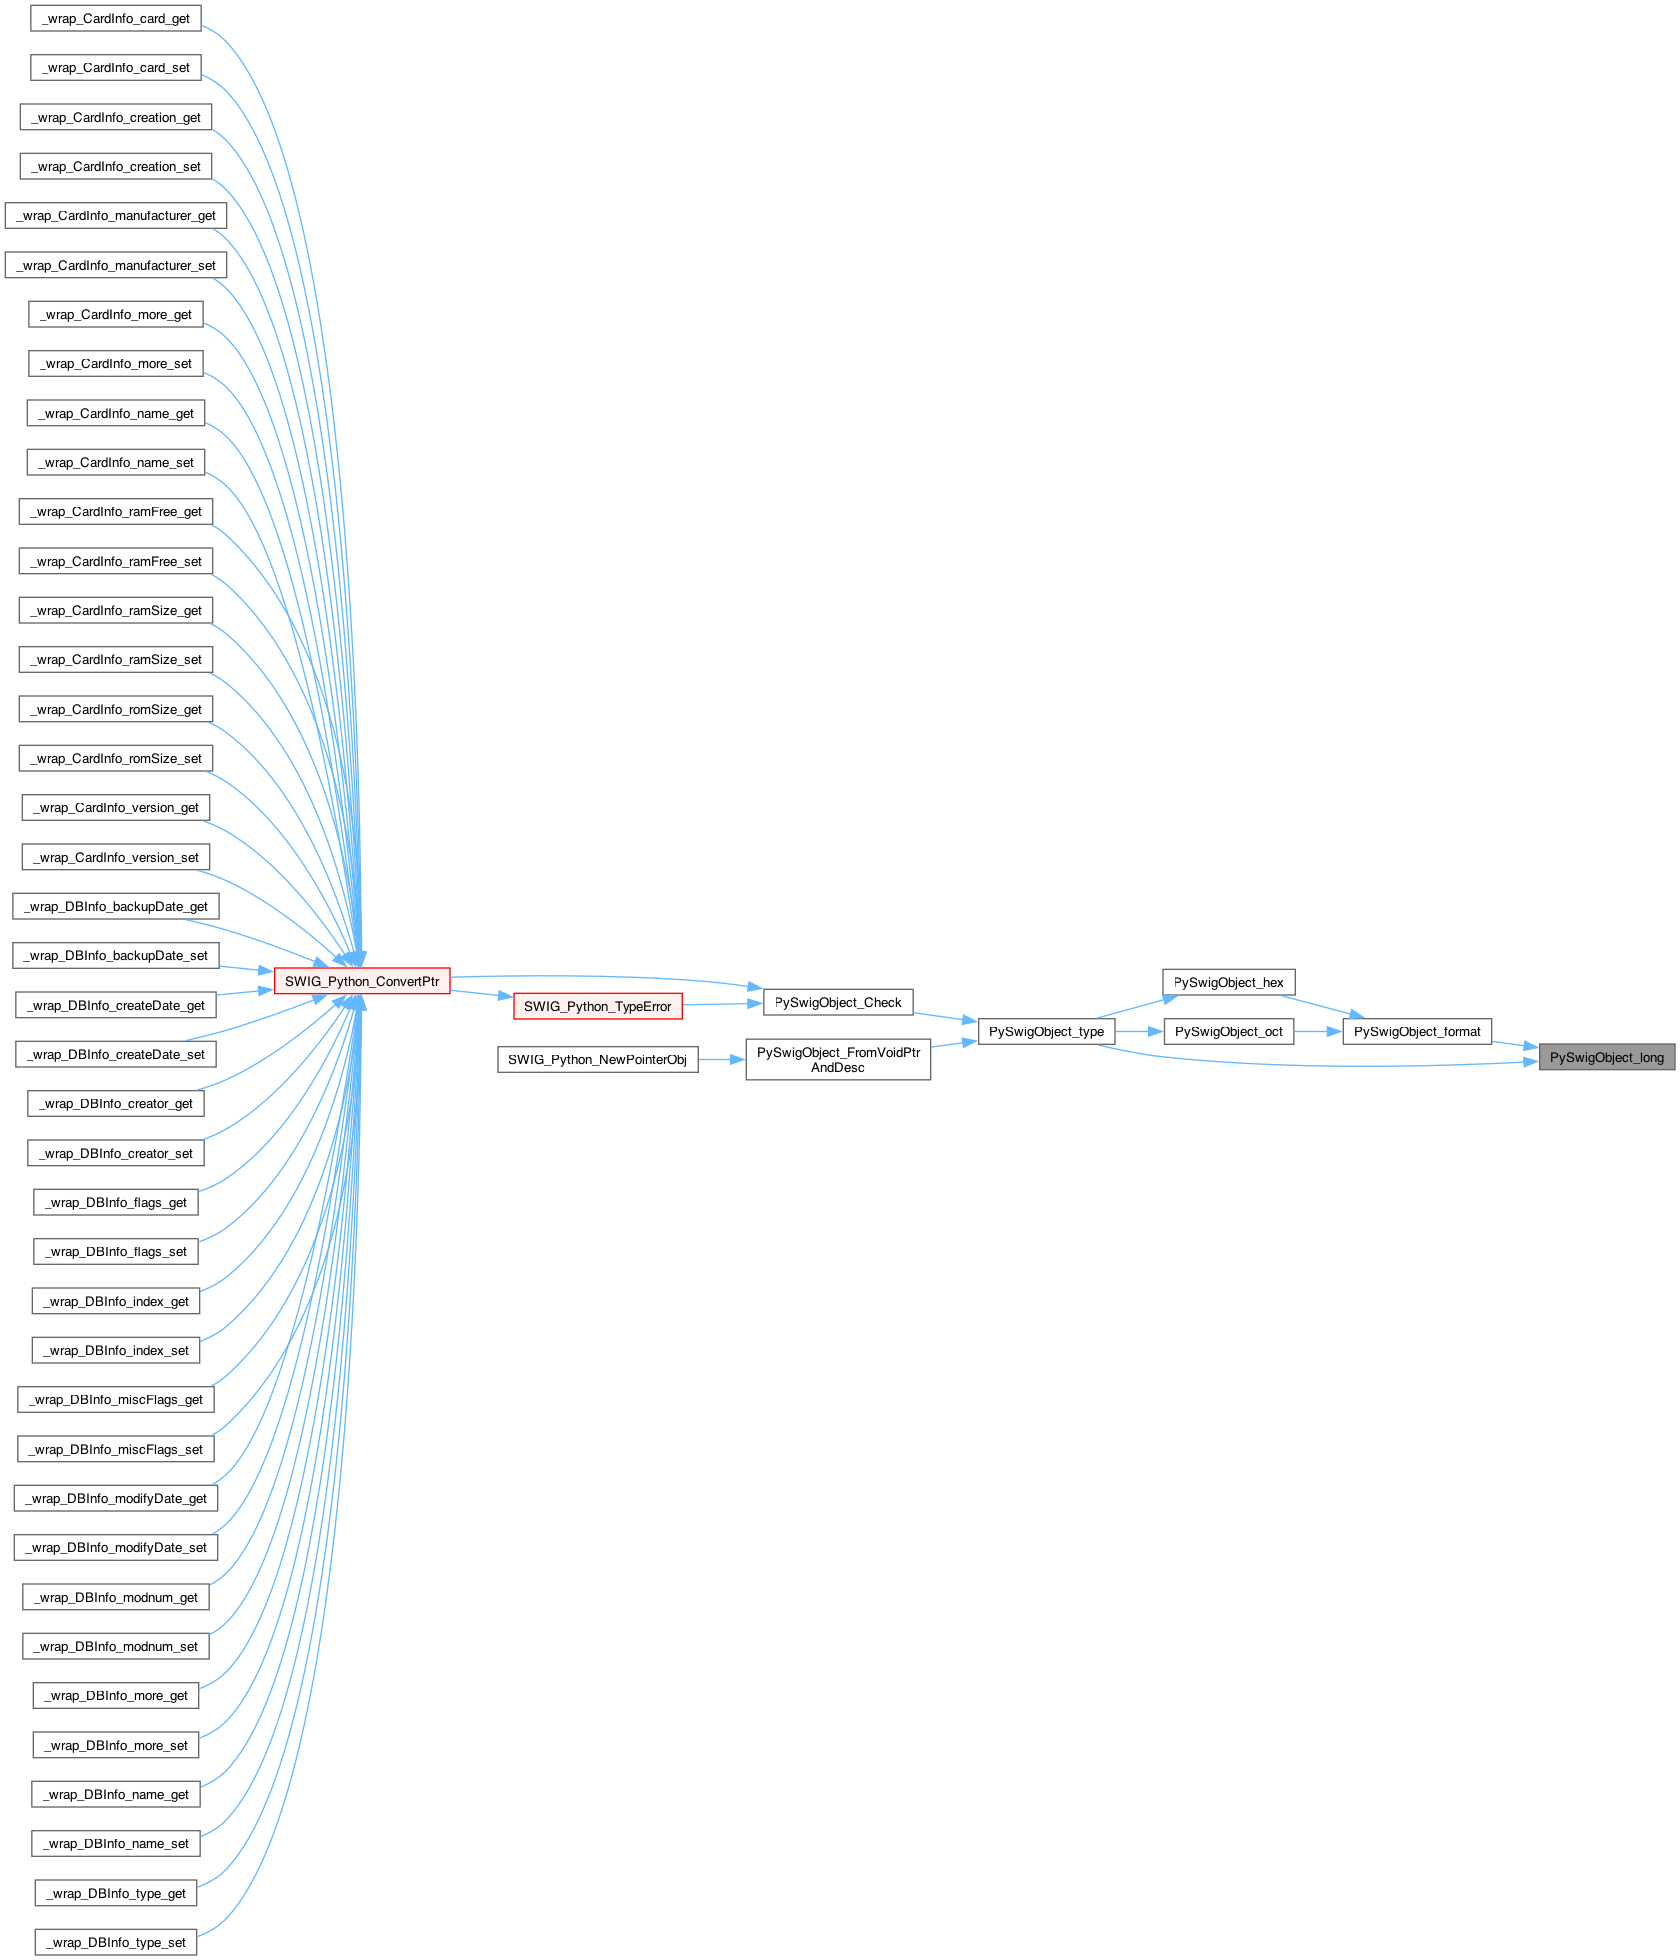 _wrap_CardInfo_card_get
_wrap_CardInfo_card_set
_wrap_CardInfo_creation_get
_wrap_CardInfo_creation_set
_wrap_CardInfo_manufacturer_get
_wrap_CardInfo_manufacturer_set
_wrap_CardInfo_more_get
_wrap_CardInfo_more_set
_wrap_CardInfo_name_get
_wrap_CardInfo_name_set
_wrap_CardInfo_ramFree_get
_wrap_CardInfo_ramFree_set
_wrap_CardInfo_ramSize_get
_wrap_CardInfo_ramSize_set
_wrap_CardInfo_romSize_get
_wrap_CardInfo_romSize_set
_wrap_CardInfo_version_get
_wrap_CardInfo_version_set
_wrap_DBInfo_backupDate_get
_wrap_DBInfo_backupDate_set
_wrap_DBInfo_createDate_get
_wrap_DBInfo_createDate_set
_wrap_DBInfo_creator_get
_wrap_DBInfo_creator_set
_wrap_DBInfo_flags_get
_wrap_DBInfo_flags_set
_wrap_DBInfo_index_get
_wrap_DBInfo_index_set
_wrap_DBInfo_miscFlags_get
_wrap_DBInfo_miscFlags_set
_wrap_DBInfo_modifyDate_get
_wrap_DBInfo_modifyDate_set
_wrap_DBInfo_modnum_get
_wrap_DBInfo_modnum_set
_wrap_DBInfo_more_get
_wrap_DBInfo_more_set
_wrap_DBInfo_name_get
_wrap_DBInfo_name_set
_wrap_DBInfo_type_get
_wrap_DBInfo_type_set
SWIG_Python_ConvertPtr
SWIG_Python_TypeError
SWIG_Python_NewPointerObj
PySwigObject_Check
PySwigObject_FromVoidPtr
AndDesc
PySwigObject_type
PySwigObject_hex
PySwigObject_oct
PySwigObject_format
PySwigObject_long